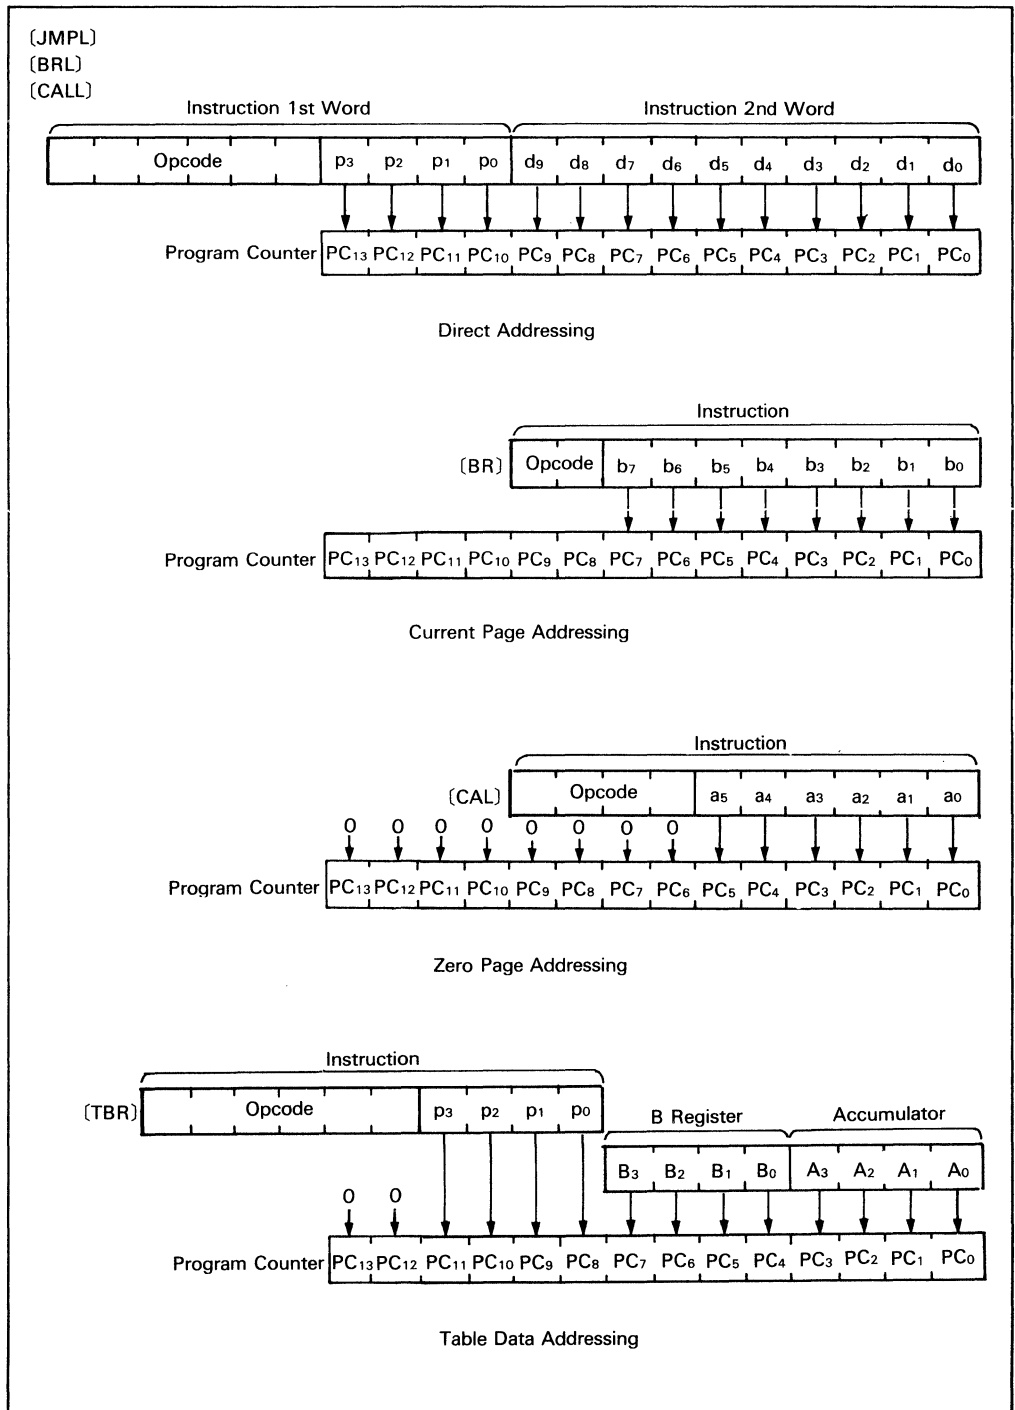 (JMPL)
(BRL)
(CALL)
Instruction 1st Word Instruction 2nd Word
Opcode p3 p2 p1 p0 d9 d8 d7 d6 d5 d4 d3 d2 d1 d0
Program Counter PC13 PC12 PC11 PC10 PC9 PC8 PC7 PC6 PC5 PC4 PC3 PC2 PC1 PC0
Direct Addressing
Instruction
(BR) Opcode b7 b6 b5 b4 b3 b2 b1 b0
Program Counter PC13 PC12 PC11 PC10 PC9 PC8 PC7 PC6 PC5 PC4 PC3 PC2 PC1 PC0
Current Page Addressing
Instruction
(CAL) Opcode a5 a4 a3 a2 a1 a0
0 0 0 0 0 0 0 0
Program Counter PC13 PC12 PC11 PC10 PC9 PC8 PC7 PC6 PC5 PC4 PC3 PC2 PC1 PC0
Zero Page Addressing
Instruction
(TBR) Opcode p3 p2 p1 p0
B Register Accumulator
B3 B2 B1 B0 A3 A2 A1 A0
0 0
Program Counter PC13 PC12 PC11 PC10 PC9 PC8 PC7 PC6 PC5 PC4 PC3 PC2 PC1 PC0
Table Data Addressing